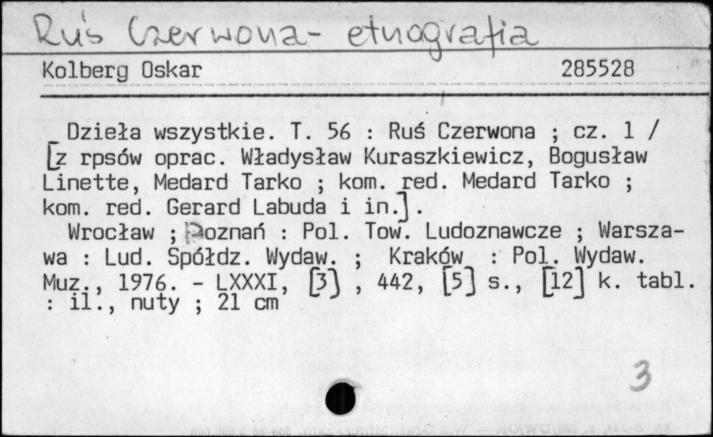 Ruś Czerwona - etnografia
Kolberg Oskar 285528
Dzieła wszystkie. T. 56 : Ruś Czerwona ; cz. 1 /
[z rpsów oprac. Władysław Kuraszkiewicz, Bogusław
Linette, Medard Tarko ; kom. red. Medard Tarko ;
kom. red. Gerard Labuda i in.] .
Wrocław ; Poznań : Pol. Tow. Ludoznawcze ; Warsza-
wa : Lud. Spółdz. Wydaw. ; Kraków : Pol. Wydaw.
Muz., 1976. - LXXXI, [3] , 442, [5] s., [12] k. tabl.
: il., nuty ; 21 cm
3